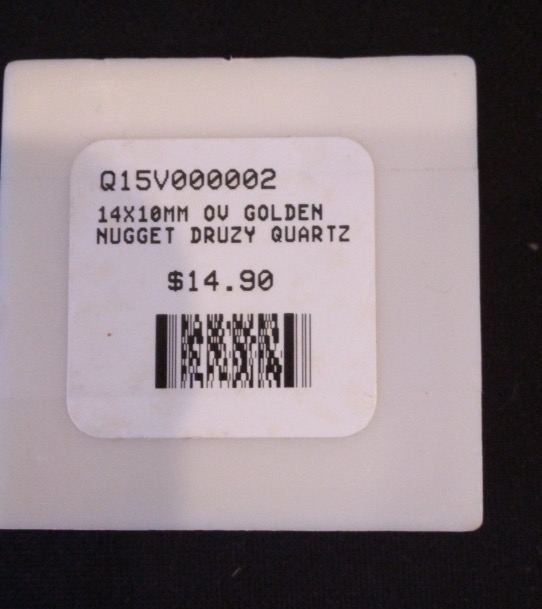 Q15V000002
14X10MM OV GOLDEN
NUGGET DRUZY QUARTZ
$14.90